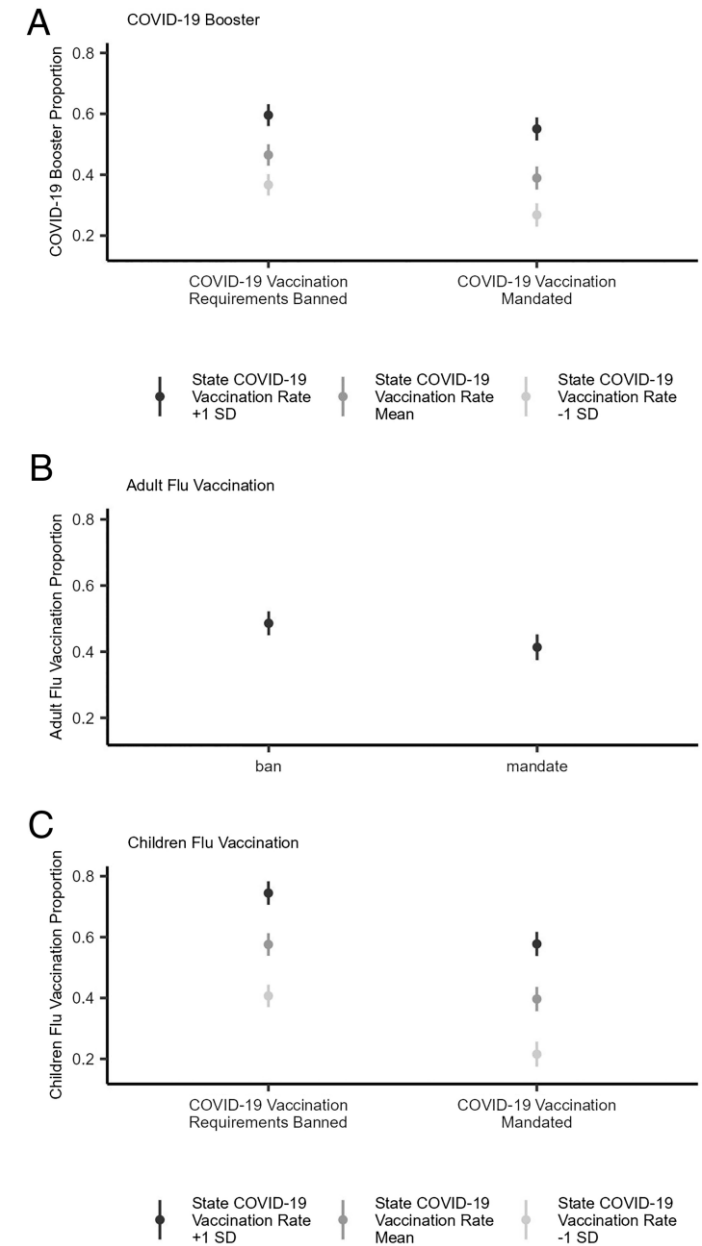 A
COVID-19 Booster
COVID-19 Booster Proportion
0.8
0.6
0.4
0.2
COVID-19 Vaccination
Requirements Banned
COVID-19 Vaccination
Mandated
State COVID-19
Vaccination Rate
+1 SD
State COVID-19
Vaccination Rate
Mean
State COVID-19
Vaccination Rate
-1 SD
B
Adult Flu Vaccination
Adult Flu Vaccination Proportion
0.8
0.6
0.4
0.2
ban
mandate
C
Children Flu Vaccination
Children Flu Vaccination Proportion
0.8
0.6
0.4
0.2
COVID-19 Vaccination
Requirements Banned
COVID-19 Vaccination
Mandated
State COVID-19
Vaccination Rate
+1 SD
State COVID-19
Vaccination Rate
Mean
State COVID-19
Vaccination Rate
-1 SD